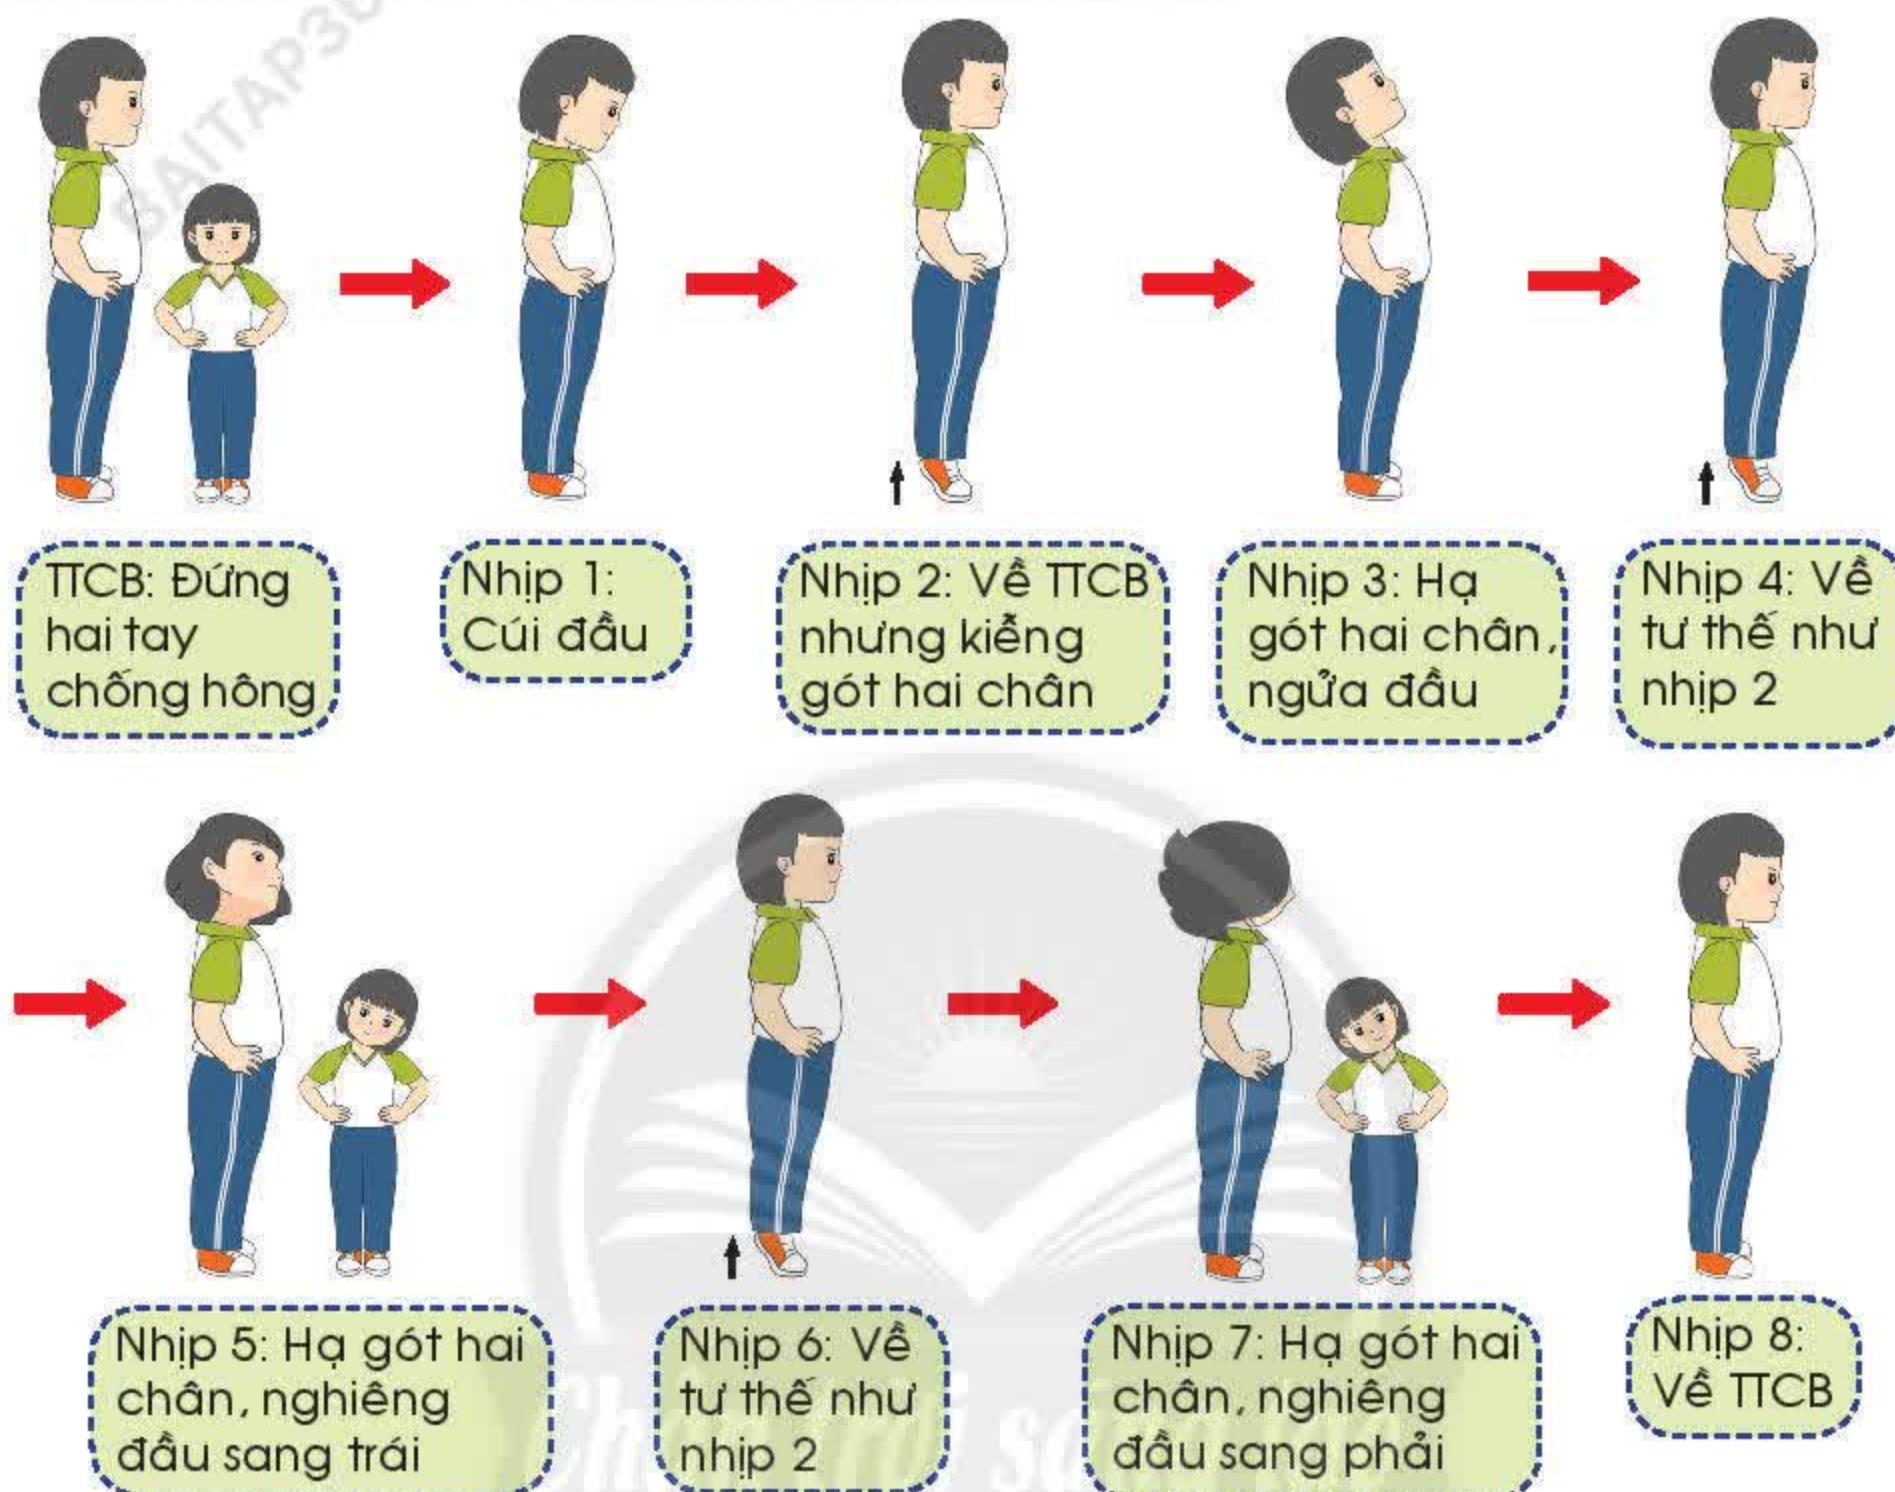 BAITAP36
TTCB: Đứng
hai tay
chống hông
Nhịp 1:
Cúi đầu
Nhịp 2: Về TTCB
nhưng kiễng
gót hai chân
Nhịp 3: Hạ
gót hai chân,
ngửa đầu
Nhịp 4: Về
tư thế như
nhịp 2
Nhịp 5: Hạ gót hai
chân, nghiêng
đầu sang trái
Nhịp 6: Về
tư thế như
nhịp 2
Nhịp 7: Hạ gót hai
chân, nghiêng
đầu sang phải
Nhịp 8:
Về TTCB